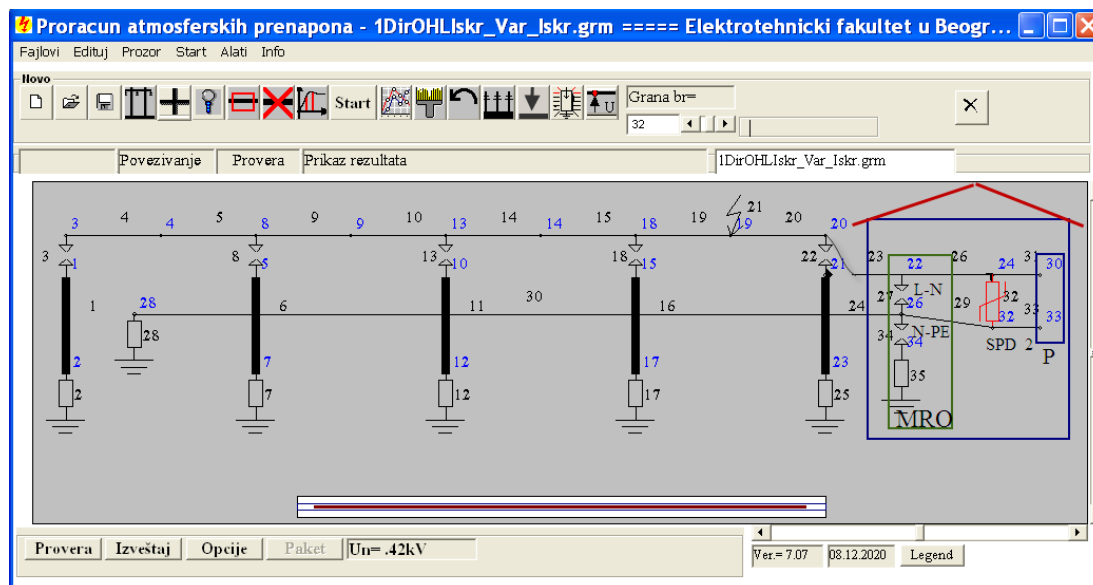 Proracun atmosferskih prenapona - 1DirOHLIskr_Var_Iskr.grm ===== Elektrotehnicki fakultet u Beogr...
Fajlovi Edituj Prozor Start Alati Info
Novo
Start
U
Grana br=
32
Povezivanje Provera Prikaz rezultata 1DirOHLIskr_Var_Iskr.grm
21
3 4 4 5 8 9 9 10 13 14 14 15 18 19 19 20 20
3 1 8 5 13 10 18 15 22 21 23 22 26 24 31 30
27 L-N 32
1 28 6 11 30 16 24 26 29 32 33 33
28 34 N-PE 34 SPD 2 P
2 7 12 17 23 35
2 7 12 17 25
MRO
Provera Izveštaj Opcije Paket Un= .42kV
Ver.= 7.07 08.12.2020 Legend